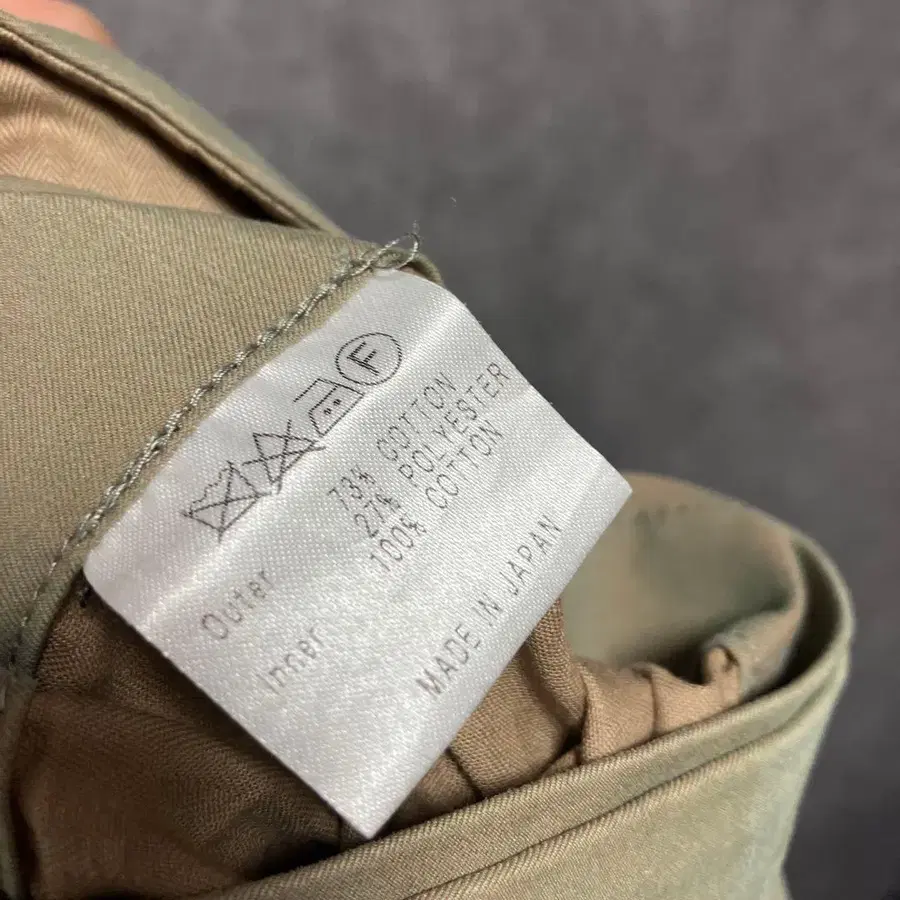 F
Outer 73% COTTON
27% POLYESTER
Inner 100% COTTON
MADE IN JAPAN